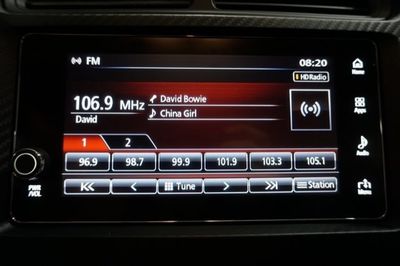 FM 08:20
HD Radio
Home
106.9 MHz David Bowie
David China Girl
Apps
1 2
Audio
96.9 98.7 99.9 101.9 103.3 105.1
Tune Station
PWR
/VOL
Menu